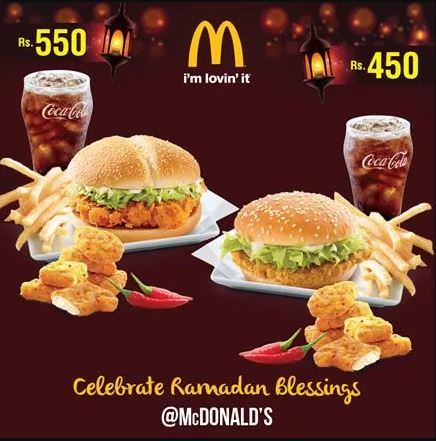 Rs. 550
i'm lovin' it
Rs. 450
Coca-Cola
Coca-Cola
Celebrate Ramadan Blessings
@McDONALD'S